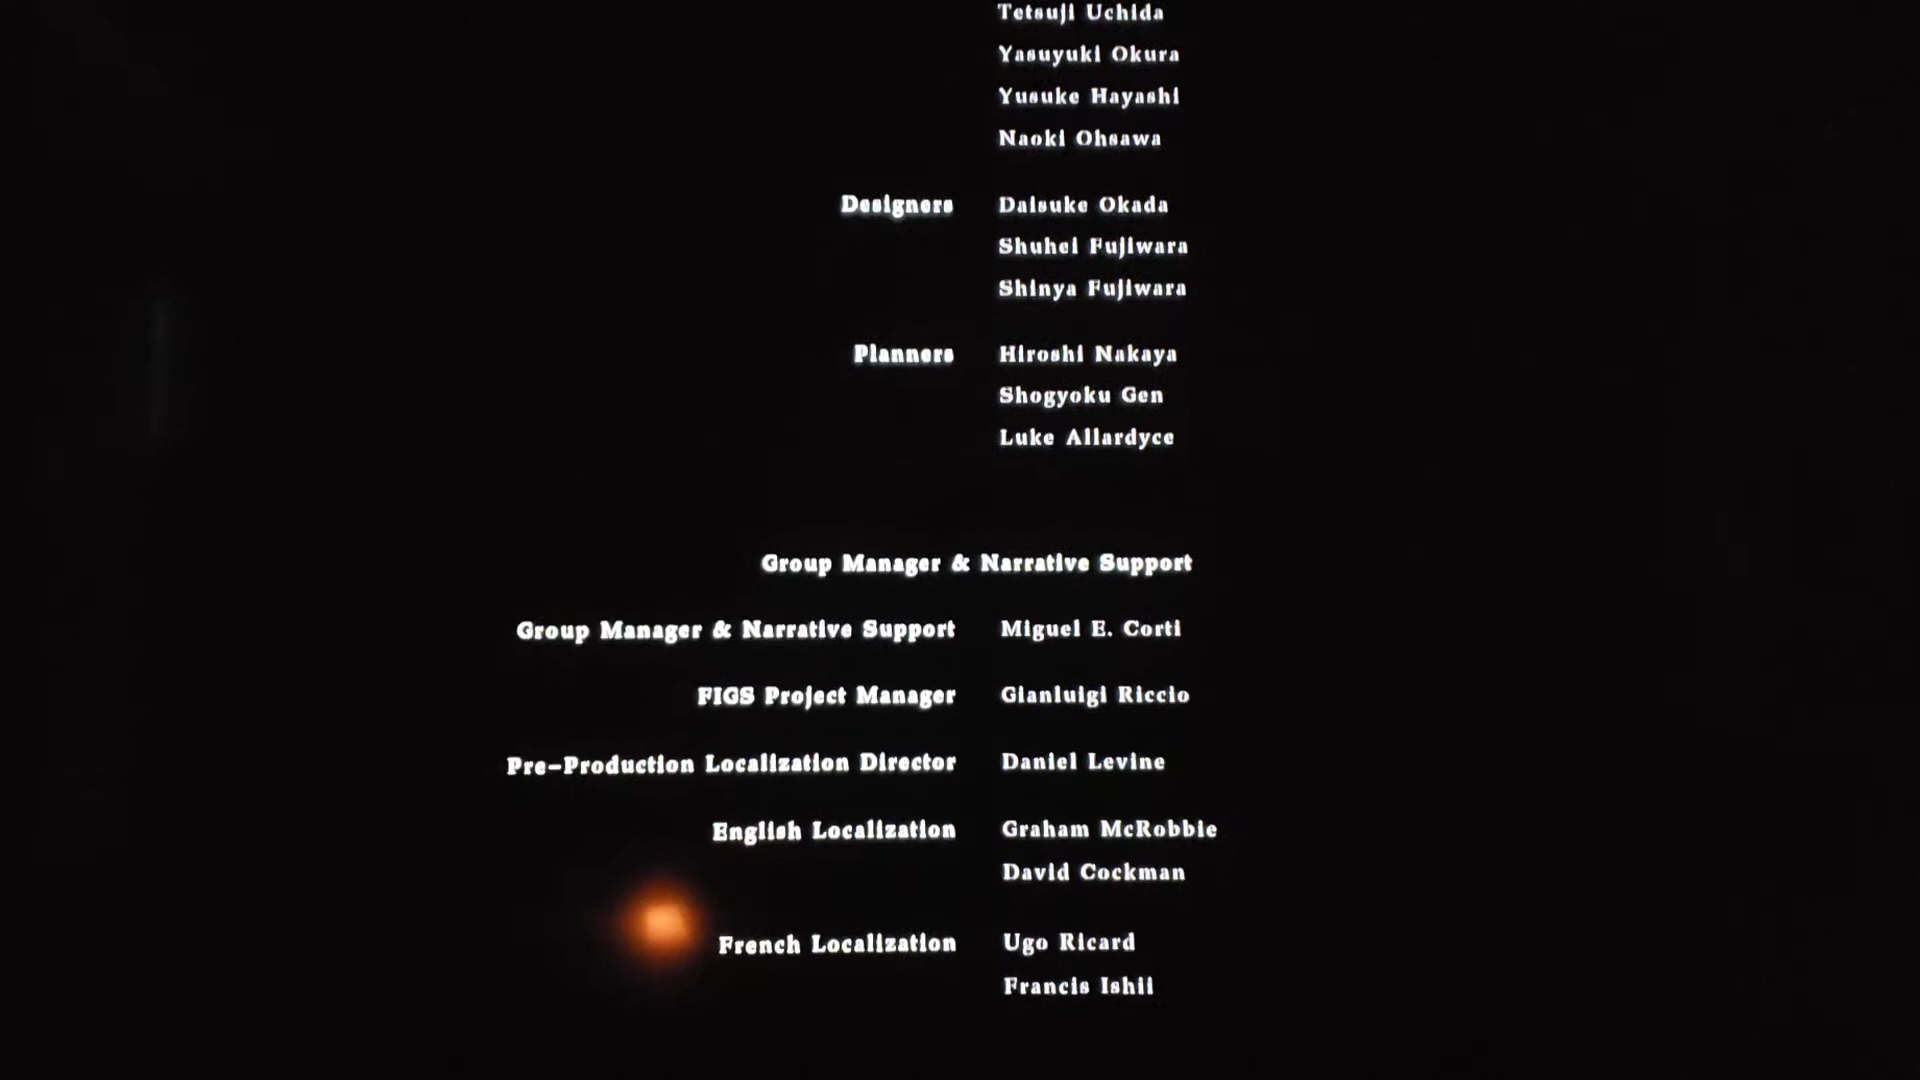 Tetsuji Uchida
Yasuyuki Okura
Yusuke Hayashi
Naoki Ohsawa
Designers Daisuke Okada
Shuhei Fujiwara
Shinya Fujiwara
Planners Hiroshi Nakaya
Shogyoku Gen
Luke Allardyce
Group Manager & Narrative Support
Group Manager & Narrative Support Miguel E. Corti
FIGS Project Manager Gianluigi Riccio
Pre-Production Localization Director Daniel Levine
English Localization Graham McRobbie
David Cockman
French Localization Ugo Ricard
Francis Ishii